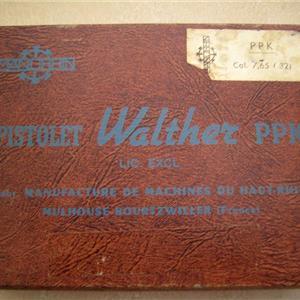 MANURHIN
PPK
Cal. 7,65 (.32)
PISTOLET Walther PPK
LIC. EXCL.
MANUFACTURE DE MACHINES DU HAUT-RHIN
MULHOUSE-BOURTZWILLER (France)